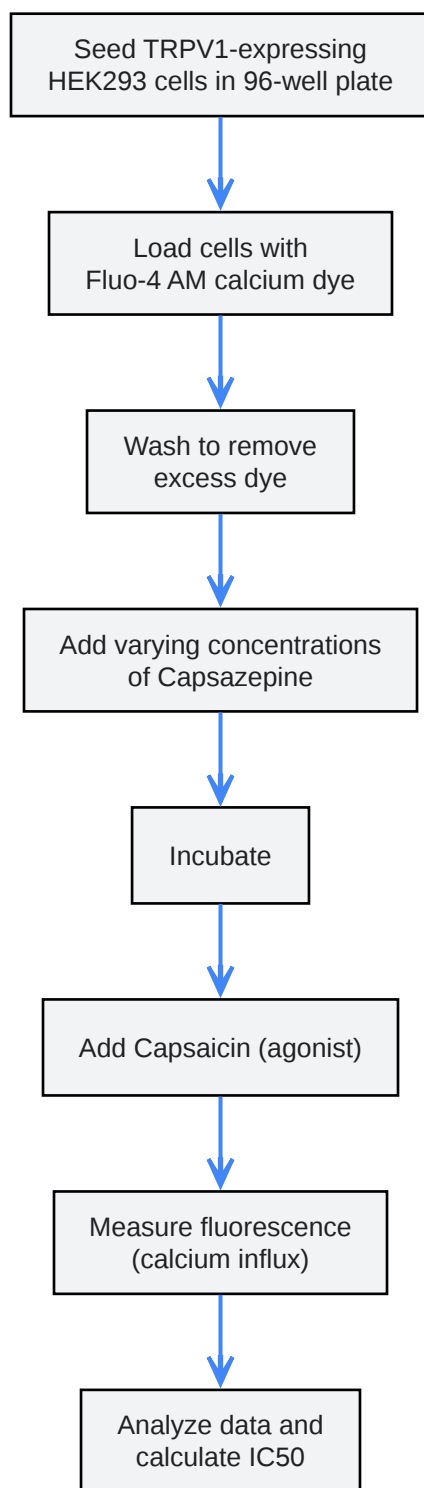 Seed TRPV1-expressing
HEK293 cells in 96-well plate
Load cells with
Fluo-4 AM calcium dye
Wash to remove
excess dye
Add varying concentrations
of Capsazepine
Incubate
Add Capsaicin (agonist)
Measure fluorescence
(calcium influx)
Analyze data and
calculate IC50